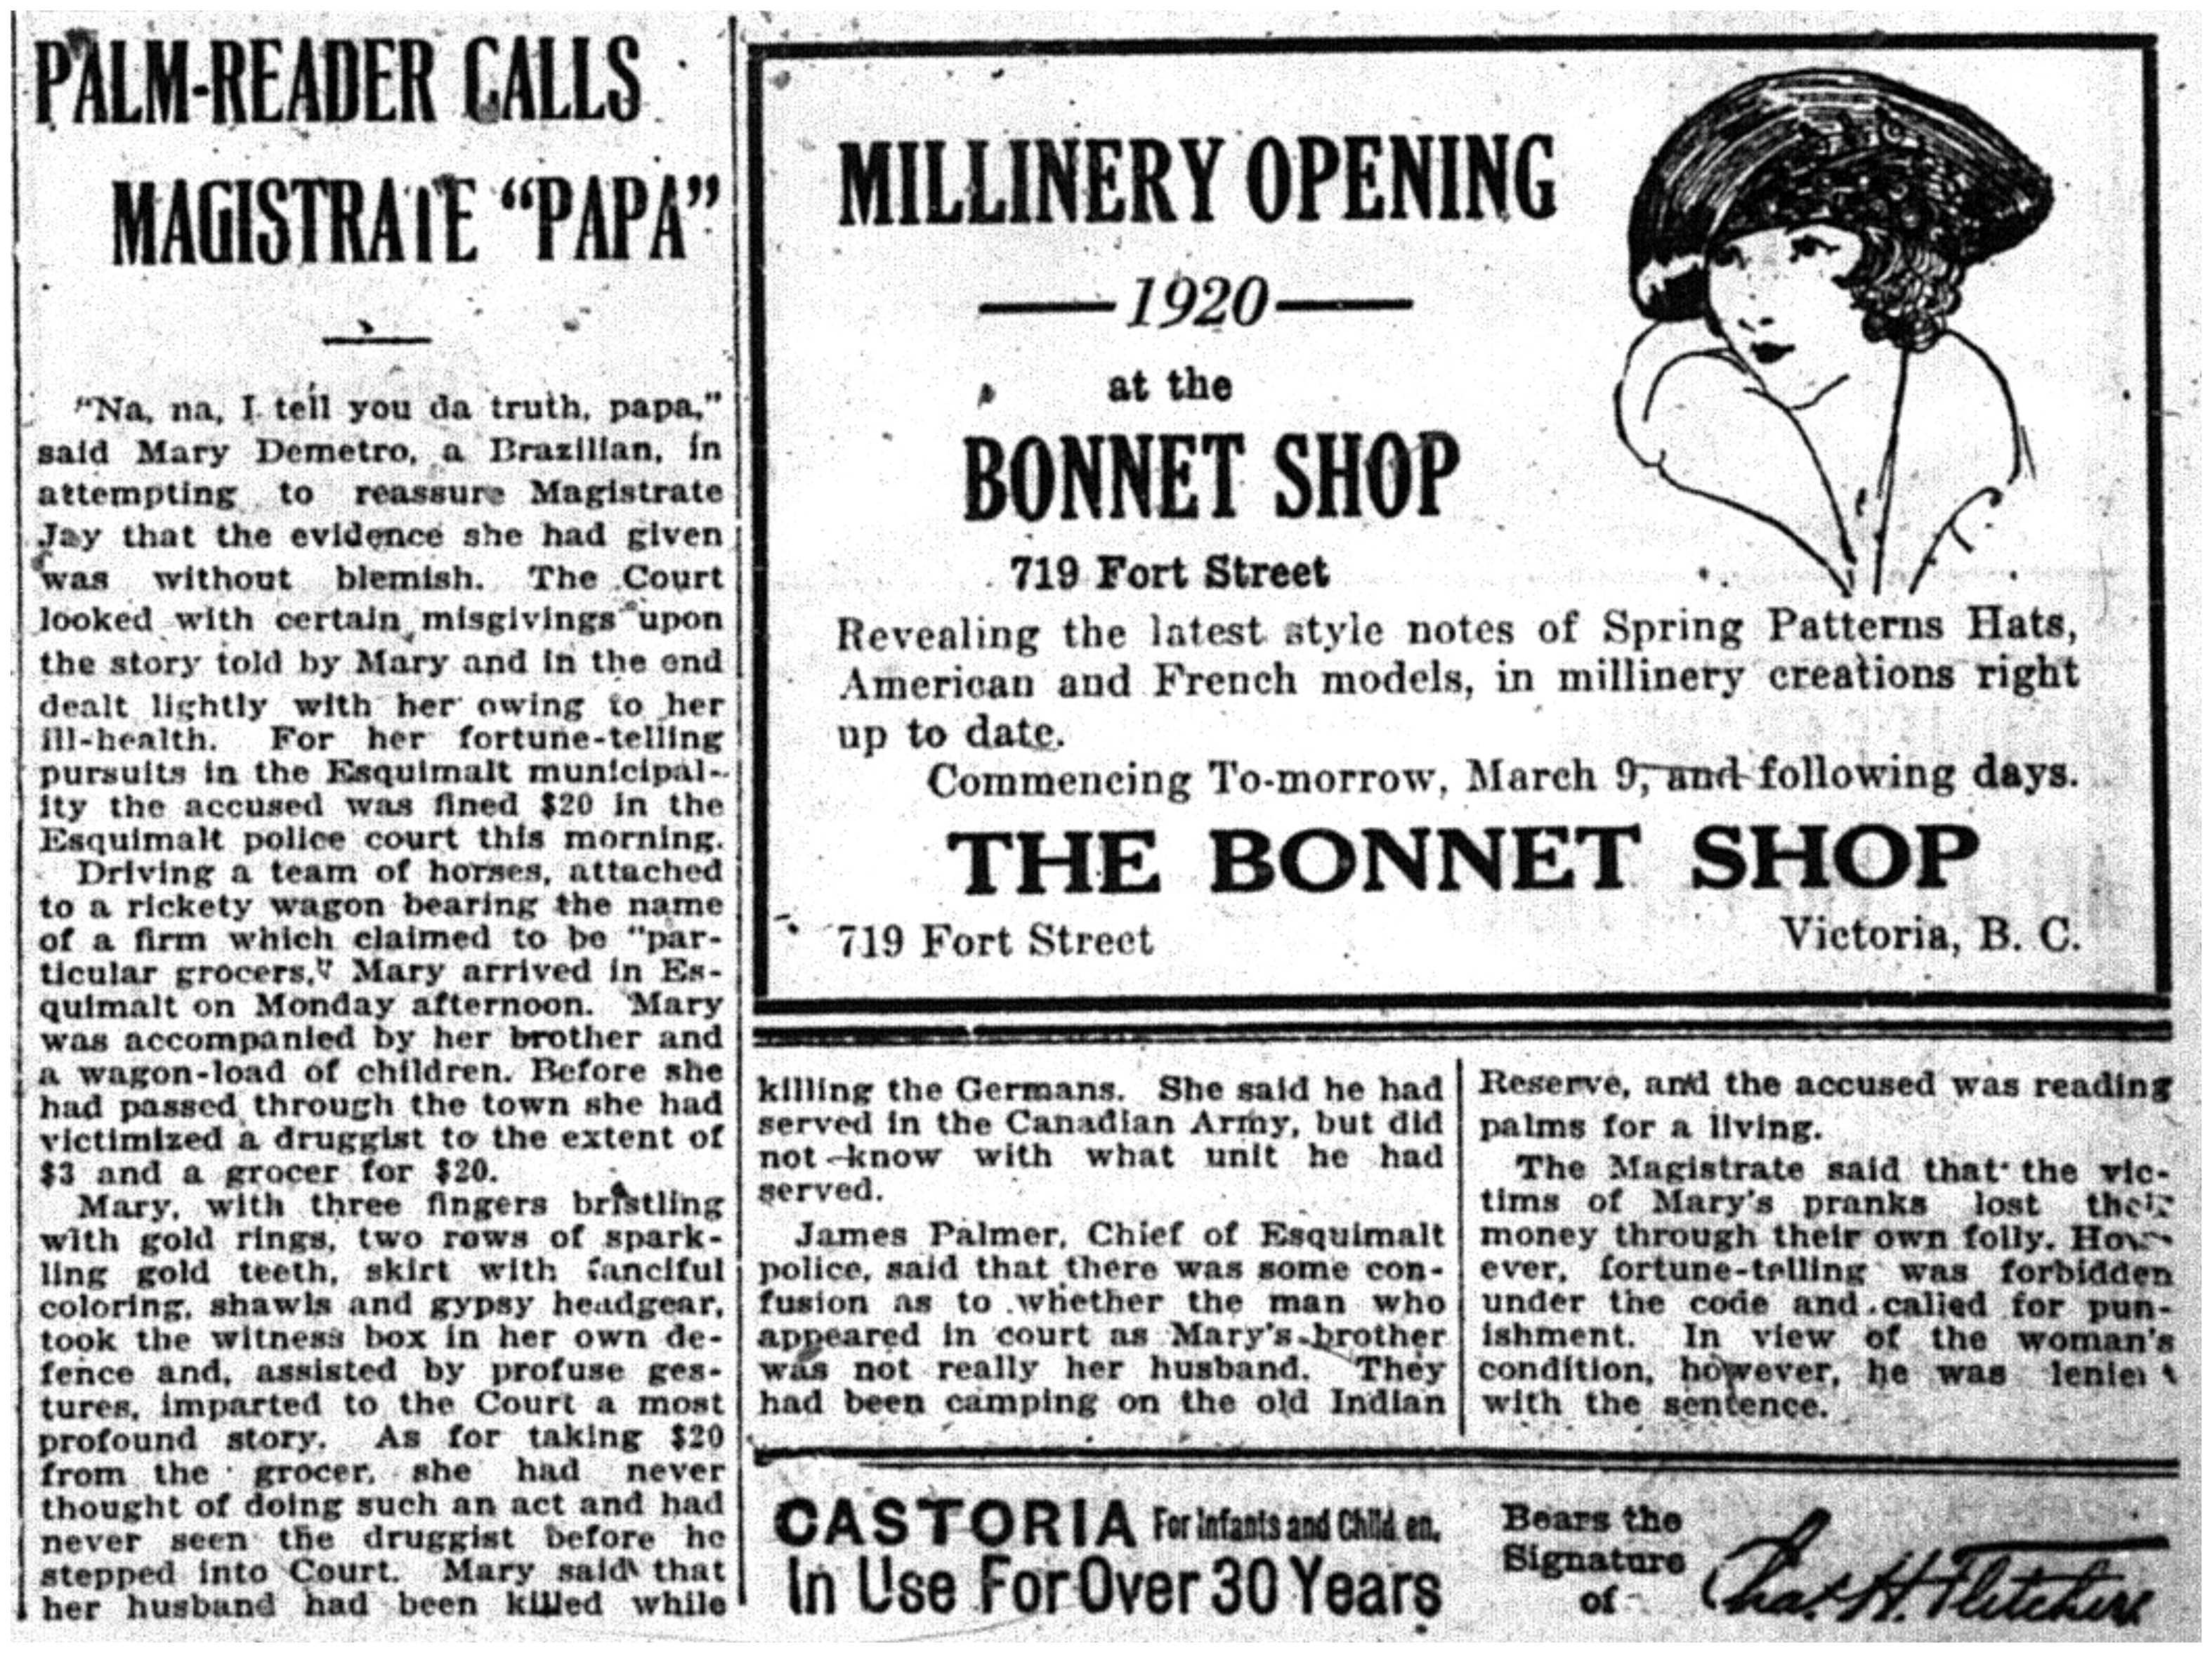 PALM-READER CALLS
MAGISTRATE "PAPA"
"Na, na, I tell you da truth, papa,"
said Mary Demetro, a Brazilian, in
attempting to reassure Magistrate
Jay that the evidence she had given
was without blemish. The Court
looked with certain misgivings upon
the story told by Mary and in the end
dealt lightly with her owing to her
ill-health. For her fortune-telling
pursuits in the Esquimalt municipal-
ity the accused was fined $20 in the
Esquimalt police court this morning.
Driving a team of horses, attached
to a rickety wagon bearing the name
of a firm which claimed to be "par-
ticular grocers," Mary arrived in Es-
quimalt on Monday afternoon. Mary
was accompanied by her brother and
a wagon-load of children. Before she
had passed through the town she had
victimized a druggist to the extent of
$3 and a grocer for $20.
Mary, with three fingers bristling
with gold rings, two rows of spark-
ling gold teeth, skirt with fanciful
coloring, shawls and gypsy headgear,
took the witness box in her own de-
fence and, assisted by profuse ges-
tures, imparted to the Court a most
profound story. As for taking $20
from the grocer, she had never
thought of doing such an act and had
never seen the druggist before he
stepped into Court. Mary said that
her husband had been killed while
MILLINERY OPENING
1920
at the
BONNET SHOP
719 Fort Street
Revealing the latest style notes of Spring Patterns Hats,
American and French models, in millinery creations right
up to date.
Commencing To-morrow, March 9, and following days.
THE BONNET SHOP
719 Fort Street Victoria, B. C.
killing the Germans. She said he had
served in the Canadian Army, but did
not know with what unit he had
served.
James Palmer, Chief of Esquimalt
police, said that there was some con-
fusion as to whether the man who
appeared in court as Mary's brother
was not really her husband. They
had been camping on the old Indian
Reserve, and the accused was reading
palms for a living.
The Magistrate said that the vic-
tims of Mary's pranks lost their
money through their own folly. How-
ever, fortune-telling was forbidden
under the code and called for pun-
ishment. In view of the woman's
condition, however, he was lenient
with the sentence.
CASTORIA For Infants and Children.
In Use For Over 30 Years
Bears the
Signature
of
Chas. H. Fletcher